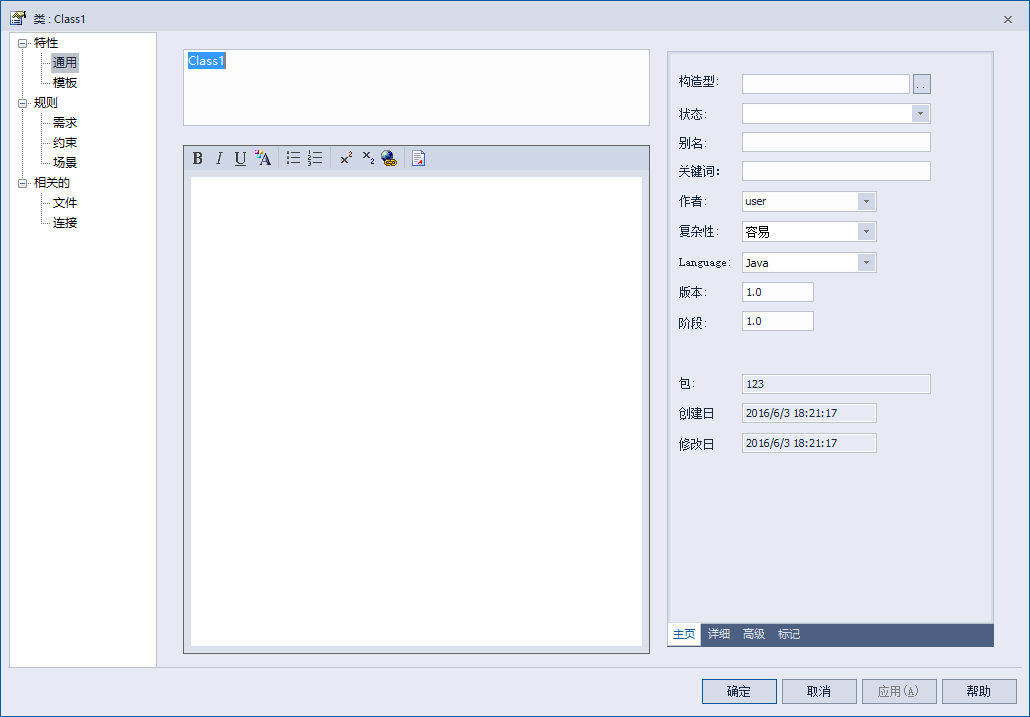 类 : Class1
特性
通用
模板
规则
需求
约束
场景
相关的
文件
连接
Class1
B I U A x² x₂
构造型:
..
状态:
别名:
关键词:
作者: user
复杂性: 容易
Language: Java
版本: 1.0
阶段: 1.0
包: 123
创建日 2016/6/3 18:21:17
修改日 2016/6/3 18:21:17
主页 详细 高级 标记
确定 取消 应用(A) 帮助